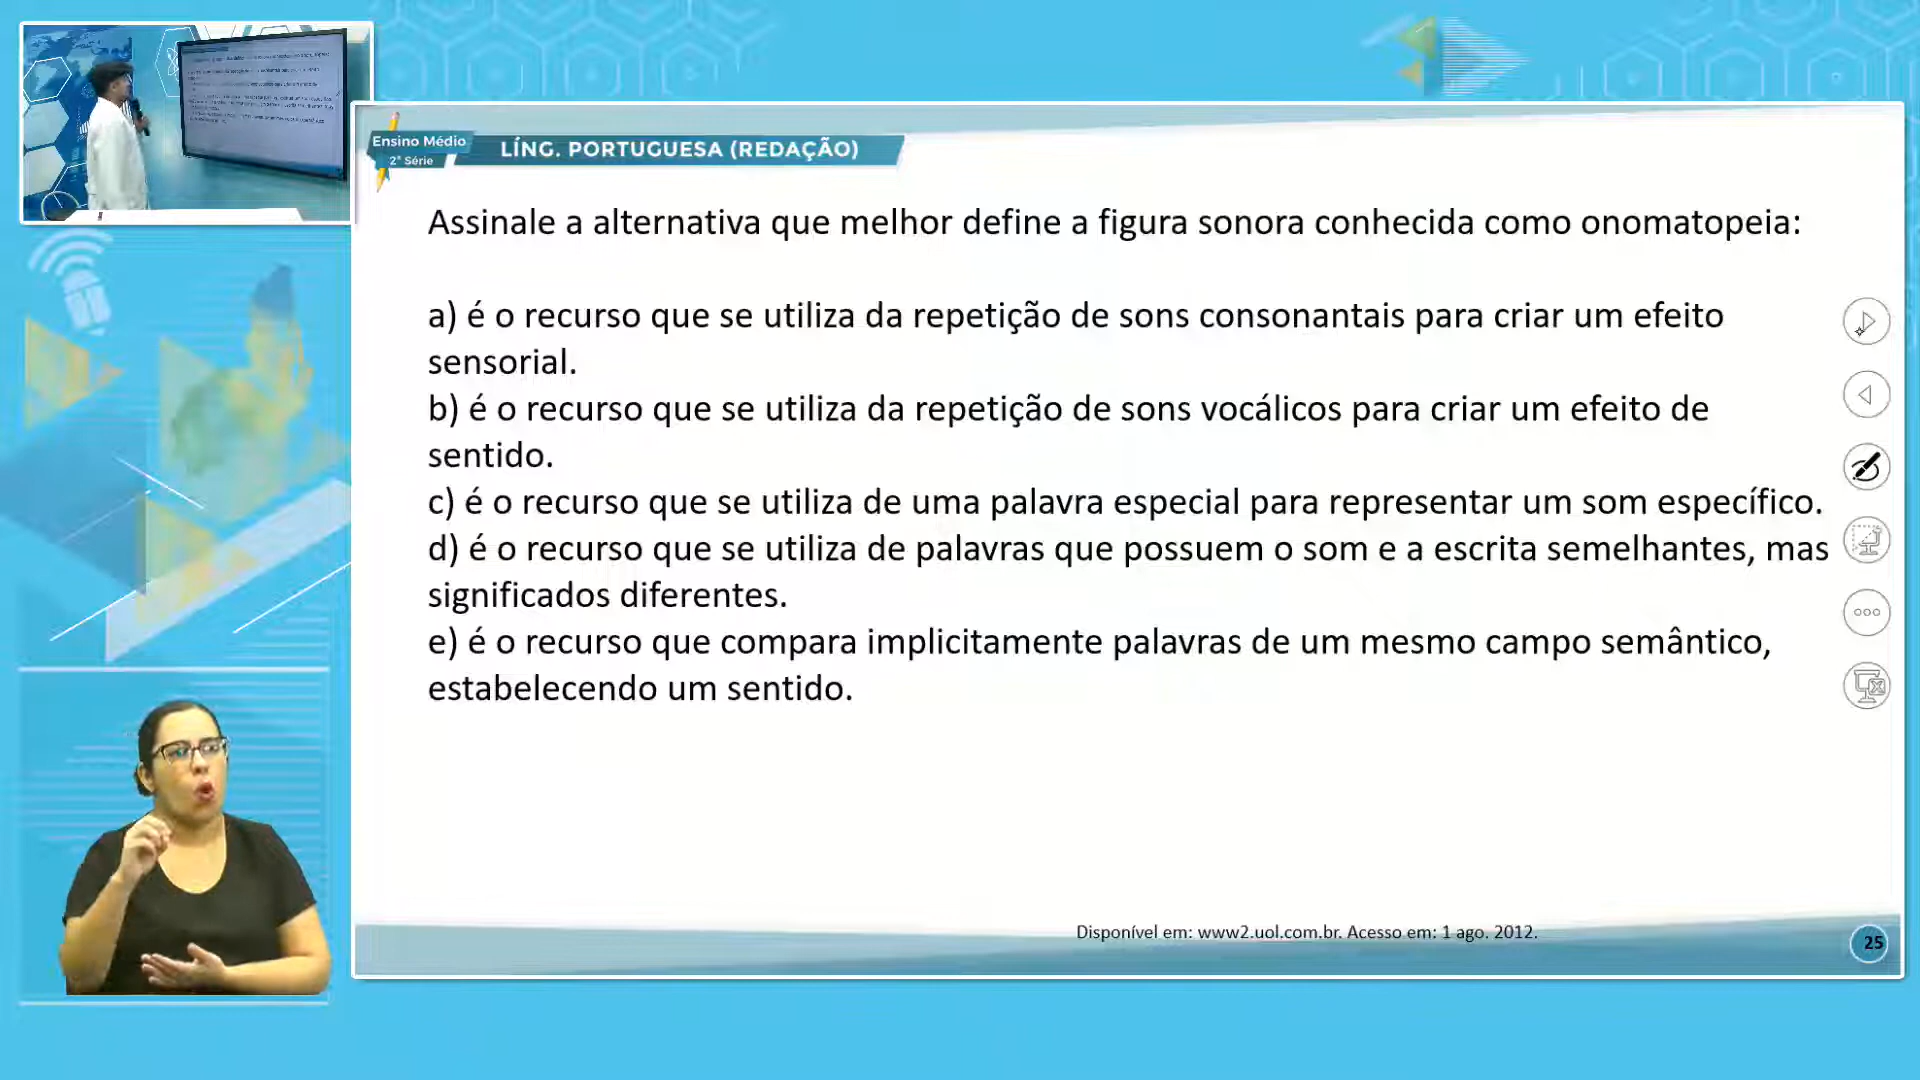 Ensino Médio
2ª Série
LÍNG. PORTUGUESA (REDAÇÃO)
Assinale a alternativa que melhor define a figura sonora conhecida como onomatopeia:
a) é o recurso que se utiliza da repetição de sons consonantais para criar um efeito
sensorial.
b) é o recurso que se utiliza da repetição de sons vocálicos para criar um efeito de
sentido.
c) é o recurso que se utiliza de uma palavra especial para representar um som específico.
d) é o recurso que se utiliza de palavras que possuem o som e a escrita semelhantes, mas
significados diferentes.
e) é o recurso que compara implicitamente palavras de um mesmo campo semântico,
estabelecendo um sentido.
Disponível em: www2.uol.com.br. Acesso em: 1 ago. 2012.
25